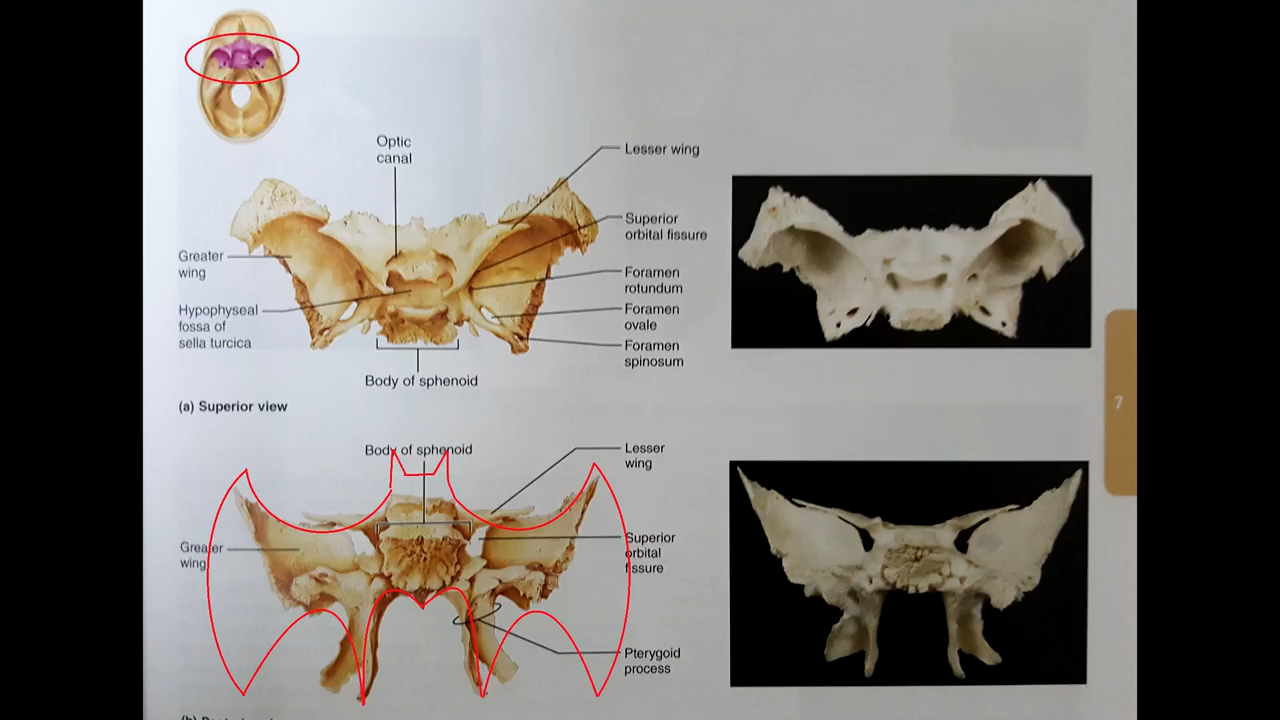 Optic
canal
Lesser wing
Superior
orbital fissure
Greater
wing
Foramen
rotundum
Hypophyseal
fossa of
sella turcica
Foramen
ovale
Foramen
spinosum
Body of sphenoid
(a) Superior view
7
Body of sphenoid
Lesser
wing
Greater
wing
Superior
orbital
fissure
Pterygoid
process